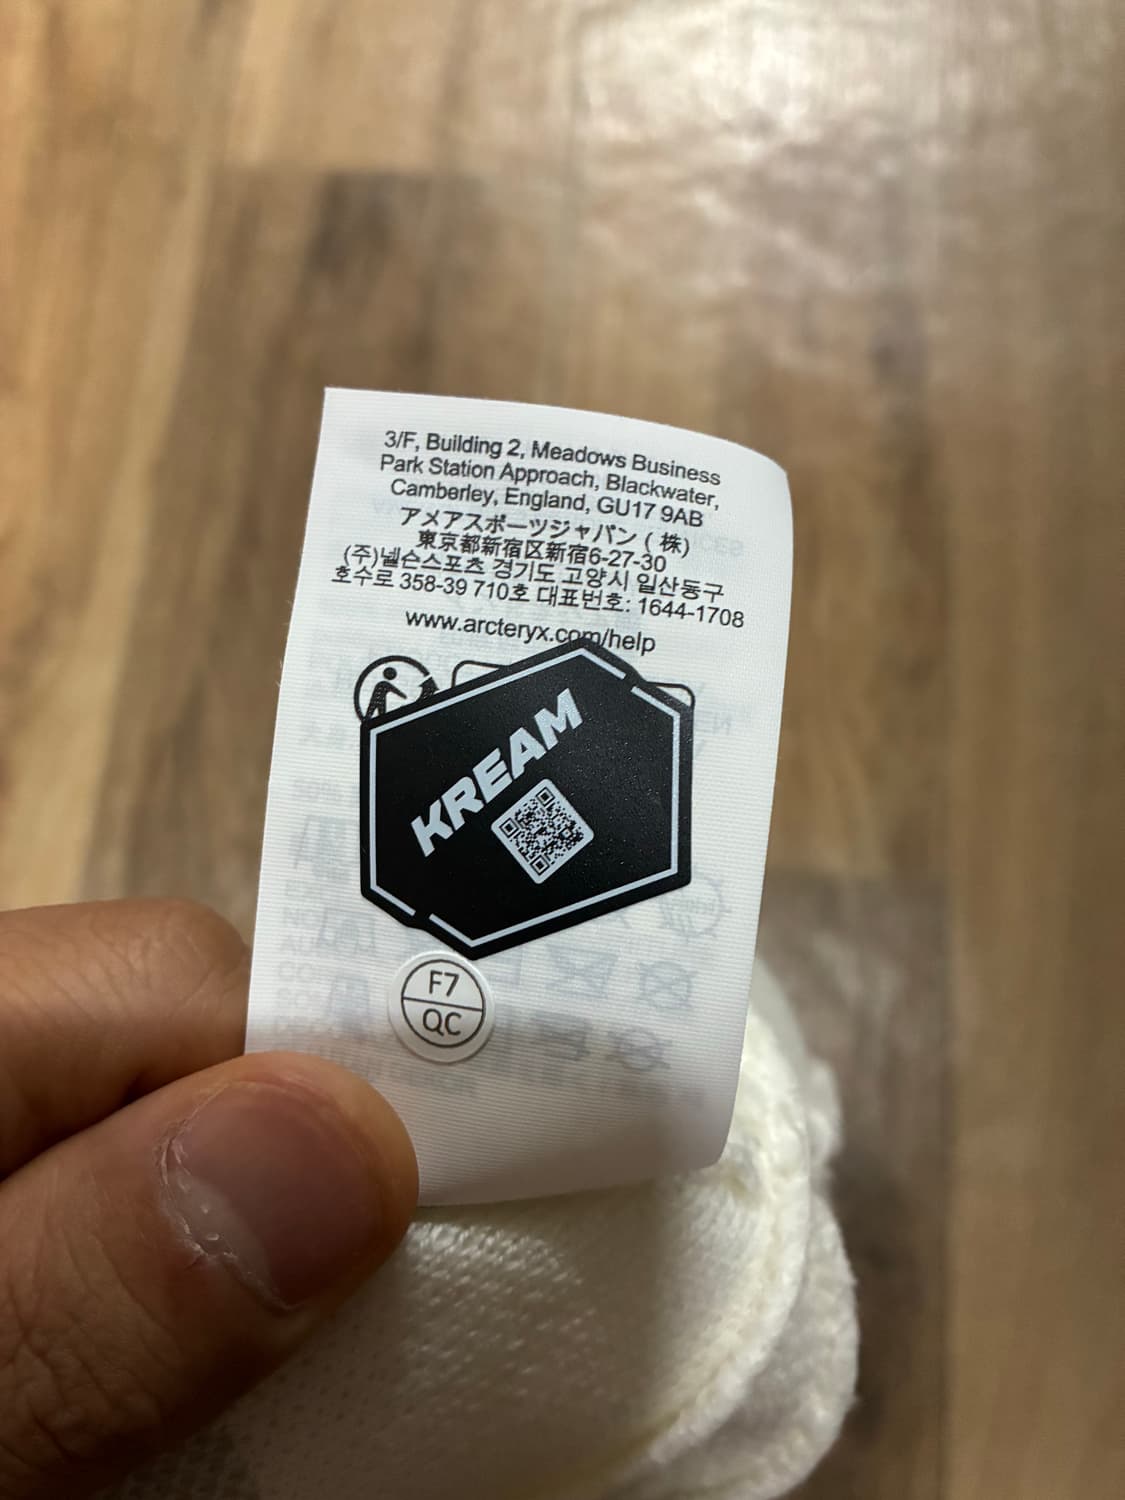 3/F, Building 2, Meadows Business
Park Station Approach, Blackwater,
Camberley, England, GU17 9AB
アメアスポーツジャパン ( 株)
東京都新宿区新宿6-27-30
(주)넬슨스포츠 경기도 고양시 일산동구
호수로 358-39 710호 대표번호: 1644-1708
www.arcteryx.com/help
KREAM
F7
QC